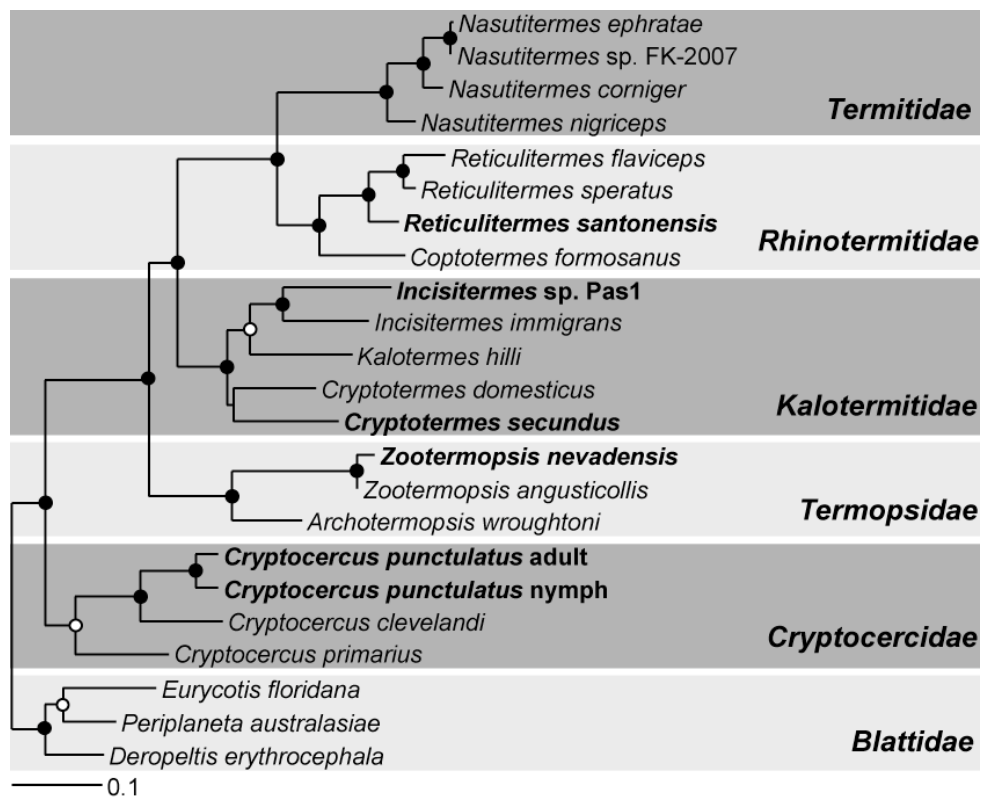 Nasutitermes ephratae
Nasutitermes sp. FK-2007
Nasutitermes corniger
Nasutitermes nigriceps
Termitidae
Reticulitermes flaviceps
Reticulitermes speratus
Reticulitermes santonensis
Coptotermes formosanus
Rhinotermitidae
Incisitermes sp. Pas1
Incisitermes immigrans
Kalotermes hilli
Cryptotermes domesticus
Cryptotermes secundus
Kalotermitidae
Zootermopsis nevadensis
Zootermopsis angusticollis
Archotermopsis wroughtoni
Termopsidae
Cryptocercus punctulatus adult
Cryptocercus punctulatus nymph
Cryptocercus clevelandi
Cryptocercus primarius
Cryptocercidae
Eurycotis floridana
Periplaneta australasiae
Deropeltis erythrocephala
Blattidae
0.1